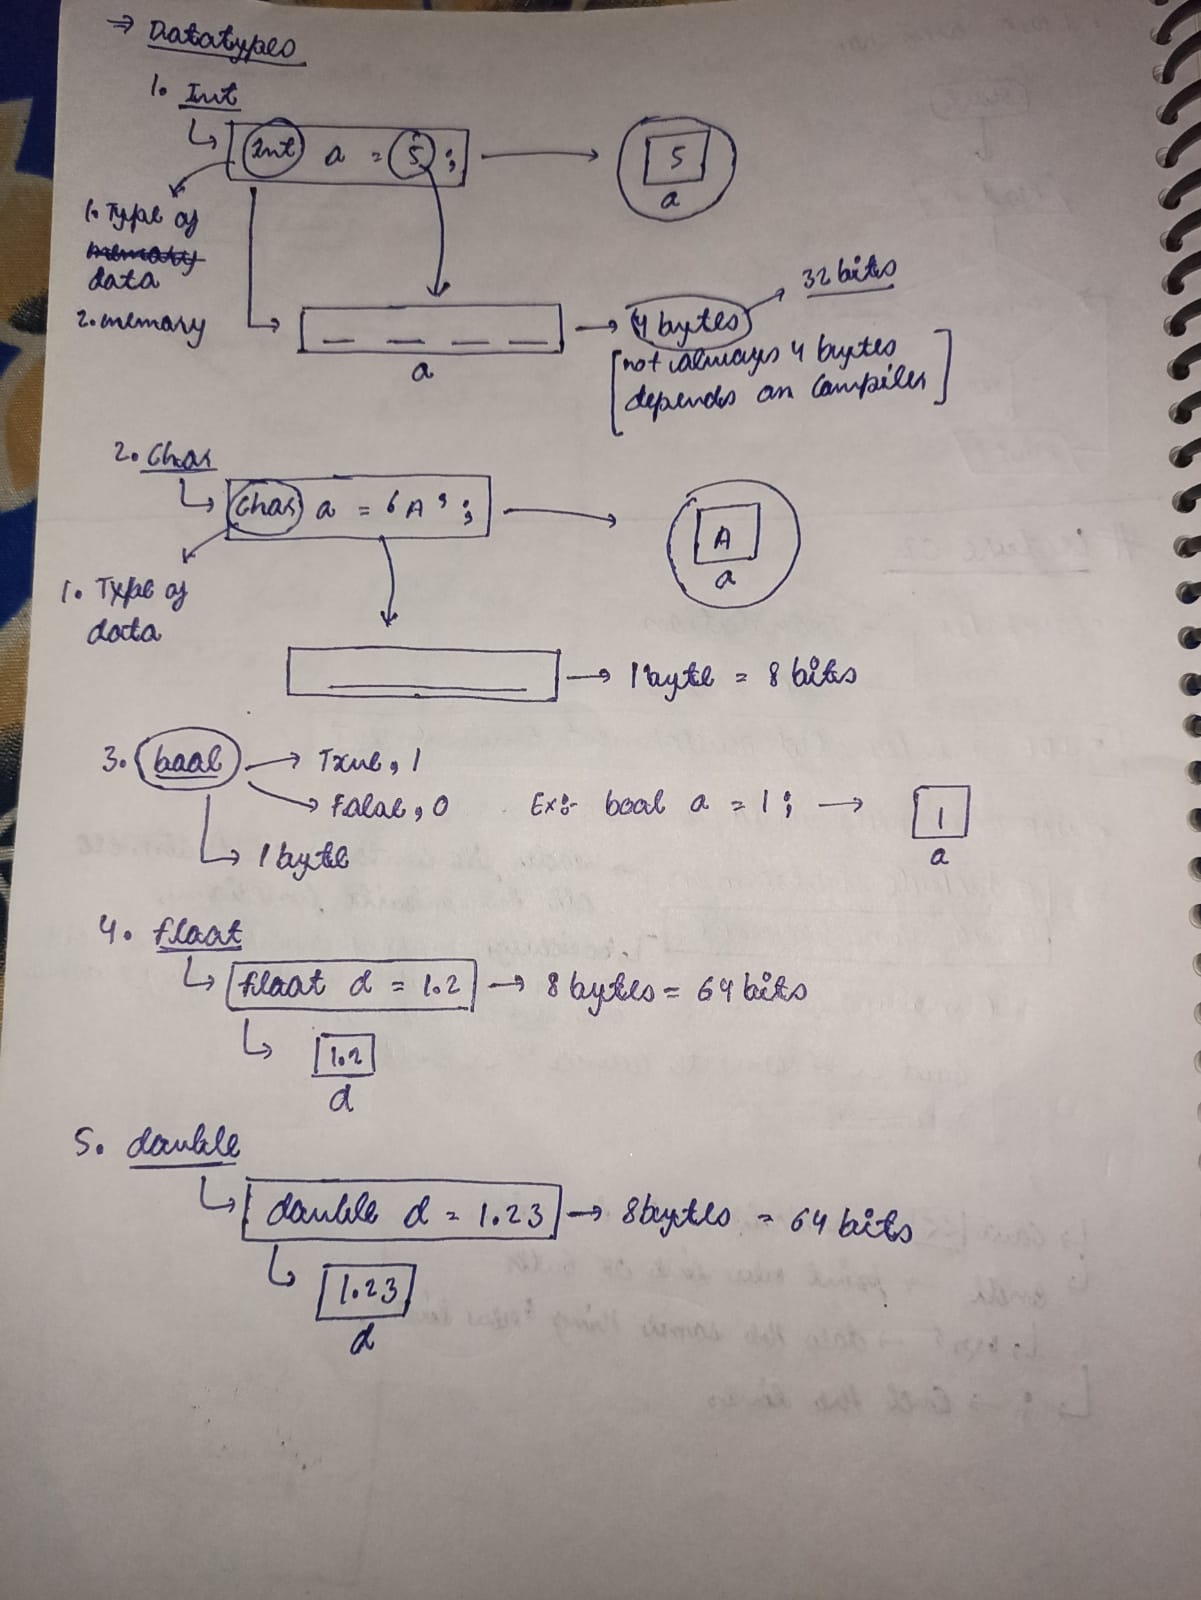 ⇒ Datatypes
1. Int
↳ Int a = 5; → 5
a
1. Type of
data
2. memory
→ 4 bytes → 32 bits
a
[not always 4 bytes
depends on compiler]
2. Char
↳ Char a = 'A'; → A
a
1. Type of
data
→ 1 byte = 8 bits
3. bool → True, 1
→ False, 0 Ex:- bool a = 1; → 1
a
↳ 1 byte
4. float
↳ float d = 1.2 → 8 bytes = 64 bits
↳ 1.2
d
5. double
↳ double d = 1.23 → 8 bytes = 64 bits
↳ 1.23
d